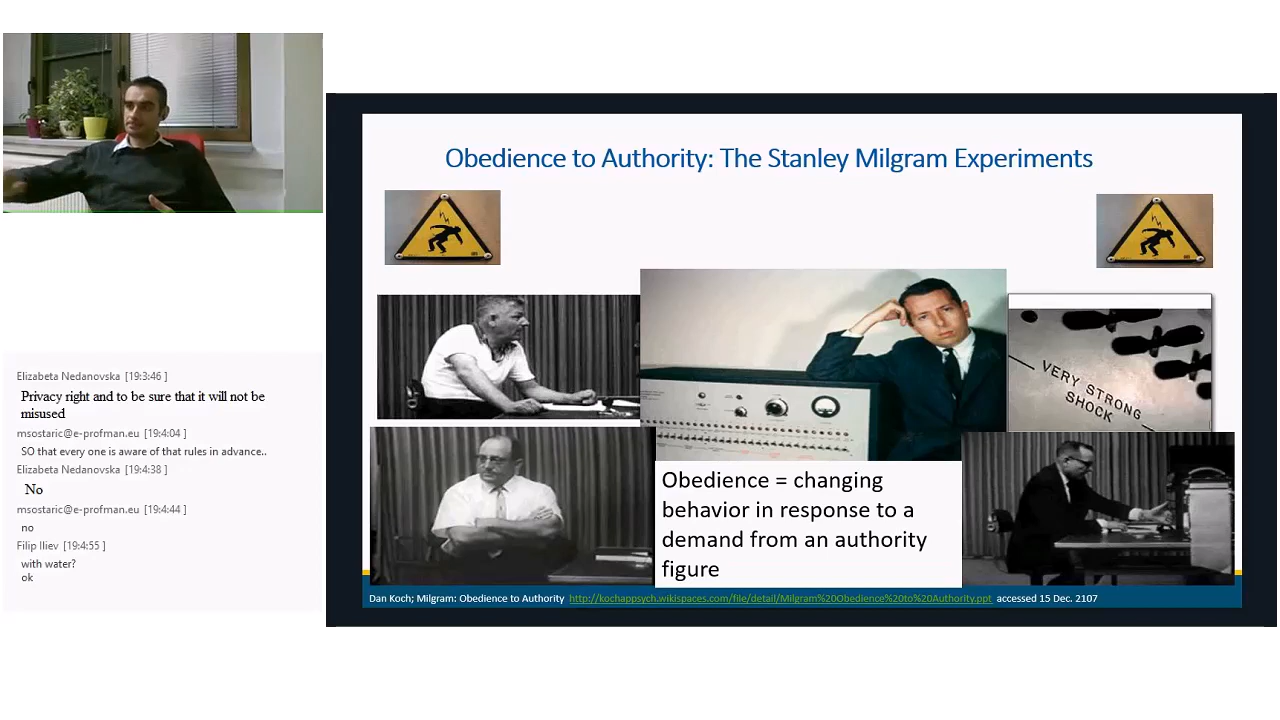 Obedience to Authority: The Stanley Milgram Experiments
VERY STRONG
SHOCK
Obedience = changing
behavior in response to a
demand from an authority
figure
Dan Koch; Milgram: Obedience to Authority http://kochappsych.wikispaces.com/file/detail/Milgram%20Obedience%20to%20Authority.ppt accessed 15 Dec. 2107
Elizabeta Nedanovska [19:3:46 ]
Privacy right and to be sure that it will not be
misused
msostaric@e-profman.eu [19:4:04 ]
SO that every one is aware of that rules in advance..
Elizabeta Nedanovska [19:4:38 ]
No
msostaric@e-profman.eu [19:4:44 ]
no
Filip Iliev [19:4:55 ]
with water?
ok